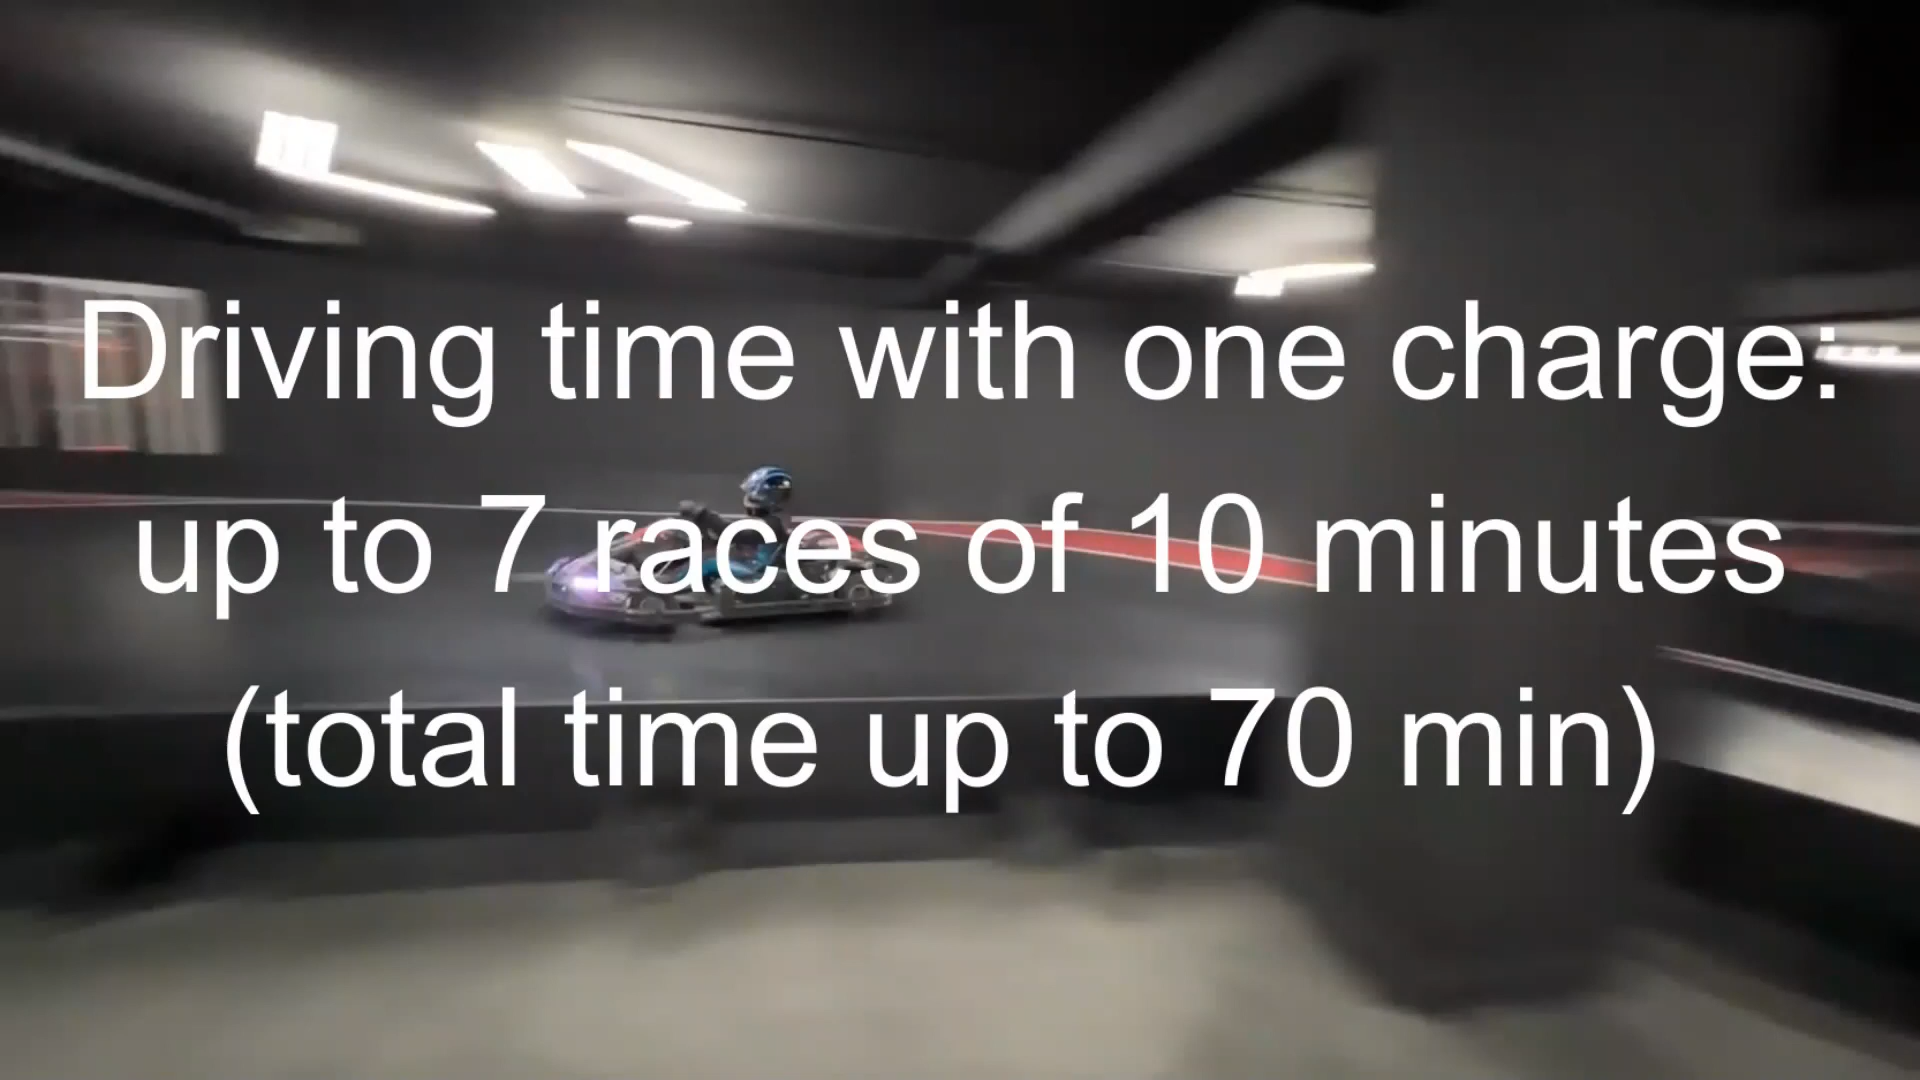 Driving time with one charge:
up to 7 races of 10 minutes
(total time up to 70 min)